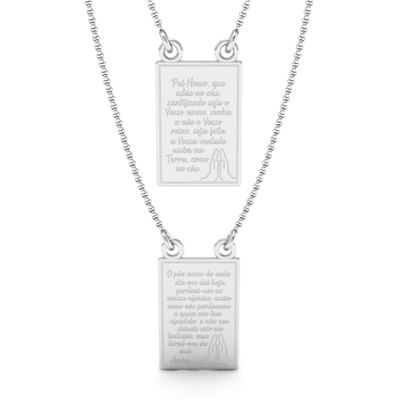 Pai Nosso, que
estais no céu,
santificado seja o
Vosso nome, venha
a nós o Vosso
reino, seja feita
a Vossa vontade
assim na
Terra, como
no céu
O pão nosso de cada
dia nos dai hoje,
perdoai-nos as
nossas ofensas, assim
como nós perdoamos
a quem nos tem
ofendido, e não nos
deixeis cair em
tentação, mas
livrai-nos do
mal
Amém.